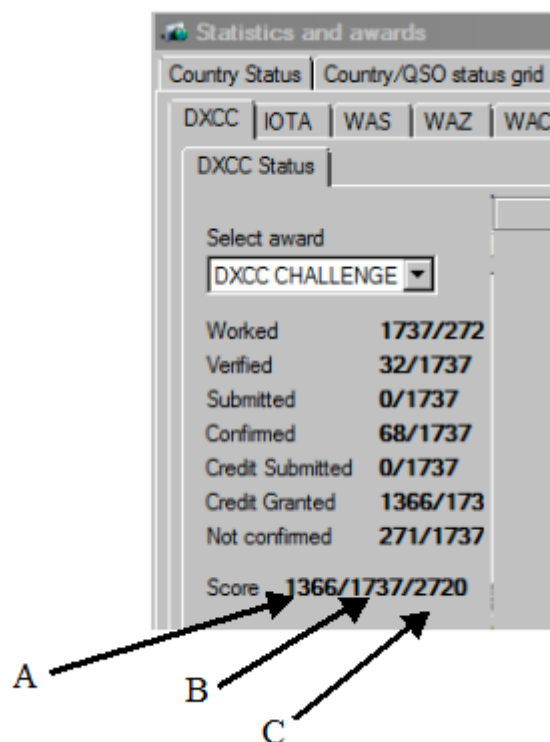 Statistics and awards
Country Status Country/QSO status grid
DXCC IOTA WAS WAZ WAC
DXCC Status
Select award
DXCC CHALLENGE
Worked 1737/272
Verified 32/1737
Submitted 0/1737
Confirmed 68/1737
Credit Submitted 0/1737
Credit Granted 1366/173
Not confirmed 271/1737
Score 1366/1737/2720
A
B
C